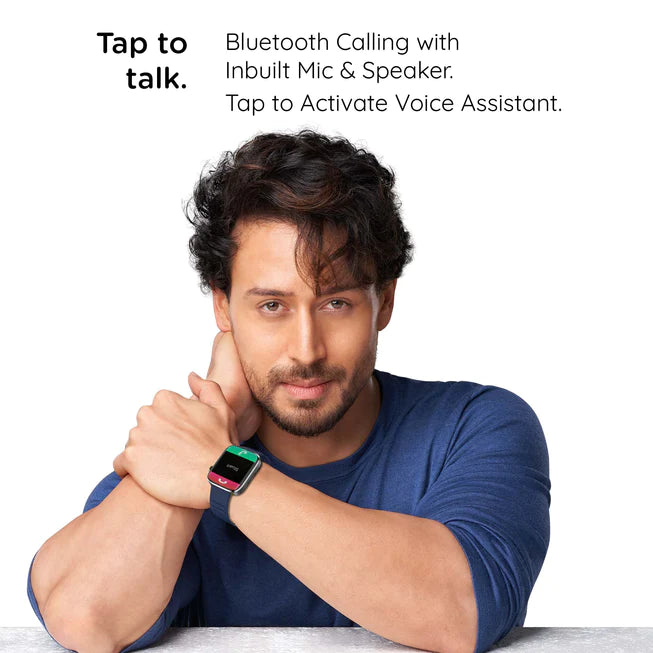 Tap to
talk.
Bluetooth Calling with
Inbuilt Mic & Speaker.
Tap to Activate Voice Assistant.